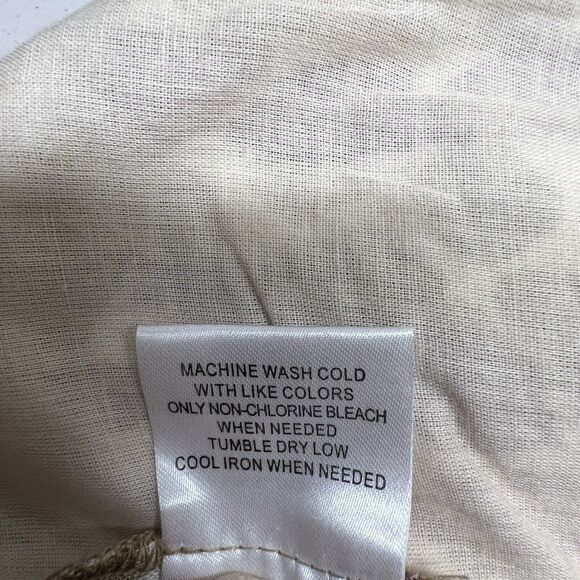 MACHINE WASH COLD
WITH LIKE COLORS
ONLY NON-CHLORINE BLEACH
WHEN NEEDED
TUMBLE DRY LOW
COOL IRON WHEN NEEDED